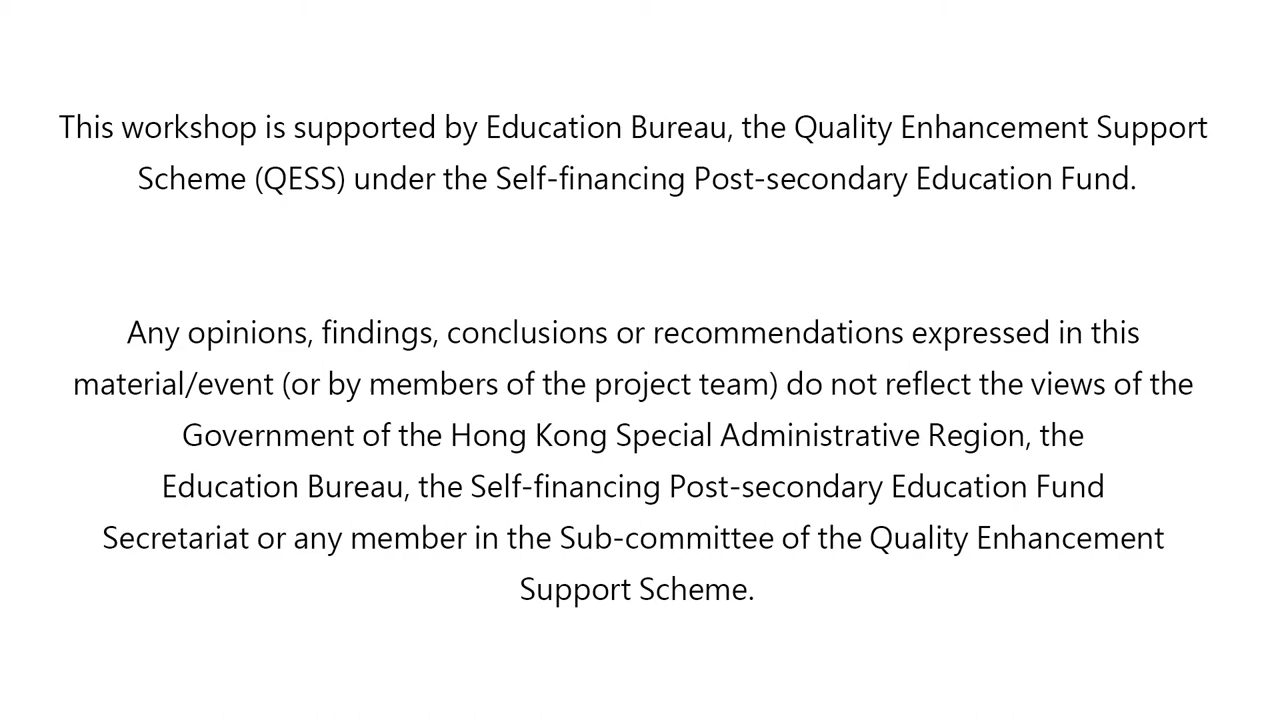 This workshop is supported by Education Bureau, the Quality Enhancement Support
Scheme (QESS) under the Self-financing Post-secondary Education Fund.
Any opinions, findings, conclusions or recommendations expressed in this
material/event (or by members of the project team) do not reflect the views of the
Government of the Hong Kong Special Administrative Region, the
Education Bureau, the Self-financing Post-secondary Education Fund
Secretariat or any member in the Sub-committee of the Quality Enhancement
Support Scheme.